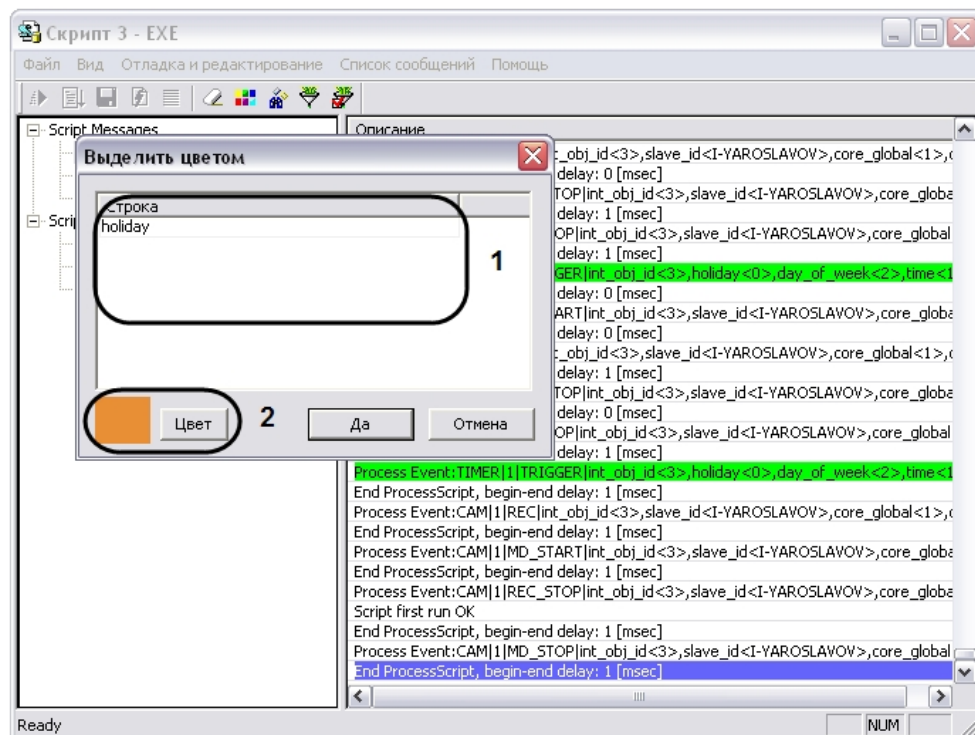 Скрипт 3 - EXE
Файл Вид Отладка и редактирование Список сообщений Помощь
Script Messages
Описание
Выделить цветом
Строка
holiday
1
2
Цвет
Да
Отмена
_obj_id<3>,slave_id<I-YAROSLAVOV>,core_global<1>,
delay: 0 [msec]
TOP|int_obj_id<3>,slave_id<I-YAROSLAVOV>,core_globa
delay: 1 [msec]
OP|int_obj_id<3>,slave_id<I-YAROSLAVOV>,core_global
delay: 1 [msec]
GER|int_obj_id<3>,holiday<0>,day_of_week<2>,time<1
delay: 0 [msec]
ART|int_obj_id<3>,slave_id<I-YAROSLAVOV>,core_globa
delay: 0 [msec]
_obj_id<3>,slave_id<I-YAROSLAVOV>,core_global<1>,
delay: 1 [msec]
TOP|int_obj_id<3>,slave_id<I-YAROSLAVOV>,core_globa
delay: 0 [msec]
OP|int_obj_id<3>,slave_id<I-YAROSLAVOV>,core_global
delay: 1 [msec]
Process Event:TIMER|1|TRIGGER|int_obj_id<3>,holiday<0>,day_of_week<2>,time<1
End ProcessScript, begin-end delay: 1 [msec]
Process Event:CAM|1|REC|int_obj_id<3>,slave_id<I-YAROSLAVOV>,core_global<1>,
End ProcessScript, begin-end delay: 1 [msec]
Process Event:CAM|1|MD_START|int_obj_id<3>,slave_id<I-YAROSLAVOV>,core_globa
End ProcessScript, begin-end delay: 1 [msec]
Process Event:CAM|1|REC_STOP|int_obj_id<3>,slave_id<I-YAROSLAVOV>,core_globa
Script first run OK
End ProcessScript, begin-end delay: 1 [msec]
Process Event:CAM|1|MD_STOP|int_obj_id<3>,slave_id<I-YAROSLAVOV>,core_global
End ProcessScript, begin-end delay: 1 [msec]
Ready
NUM